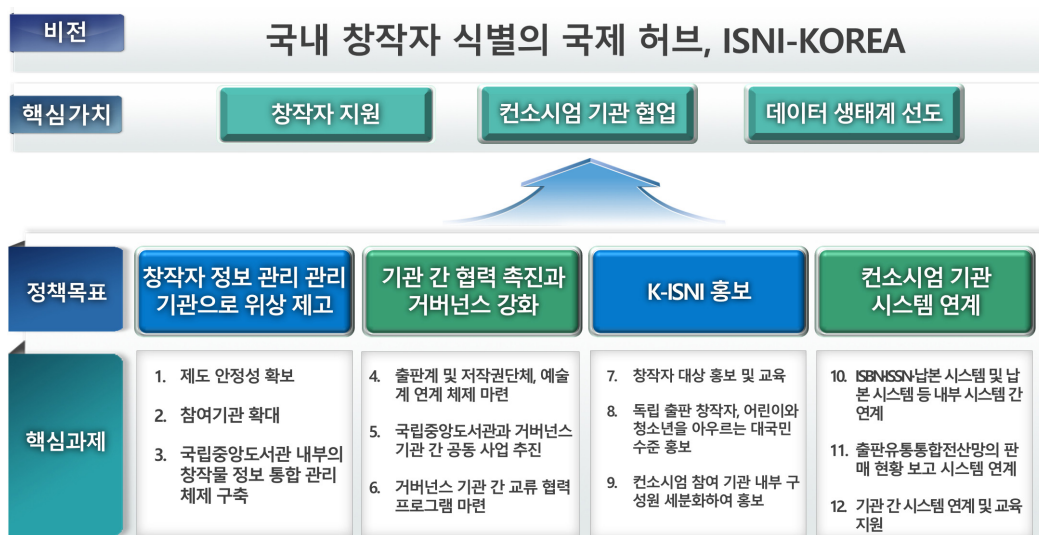 비전
국내 창작자 식별의 국제 허브, ISNI-KOREA
핵심가치
창작자 지원
컨소시엄 기관 협업
데이터 생태계 선도
정책목표
창작자 정보 관리 관리
기관으로 위상 제고
기관 간 협력 촉진과
거버넌스 강화
K-ISNI 홍보
컨소시엄 기관
시스템 연계
핵심과제
1. 제도 안정성 확보
2. 참여기관 확대
3. 국립중앙도서관 내부의
창작물 정보 통합 관리
체제 구축
4. 출판계 및 저작권단체, 예술
계 연계 체제 마련
5. 국립중앙도서관과 거버넌스
기관 간 공동 사업 추진
6. 거버넌스 기관 간 교류 협력
프로그램 마련
7. 창작자 대상 홍보 및 교육
8. 독립 출판 창작자, 어린이와
청소년을 아우르는 대국민
수준 홍보
9. 컨소시엄 참여 기관 내부 구
성원 세분화하여 홍보
10. ISBN-ISSN-납본 시스템 및 납
본 시스템 등 내부 시스템 간
연계
11. 출판유통통합전산망의 판
매 현황 보고 시스템 연계
12. 기관 간 시스템 연계 및 교육
지원